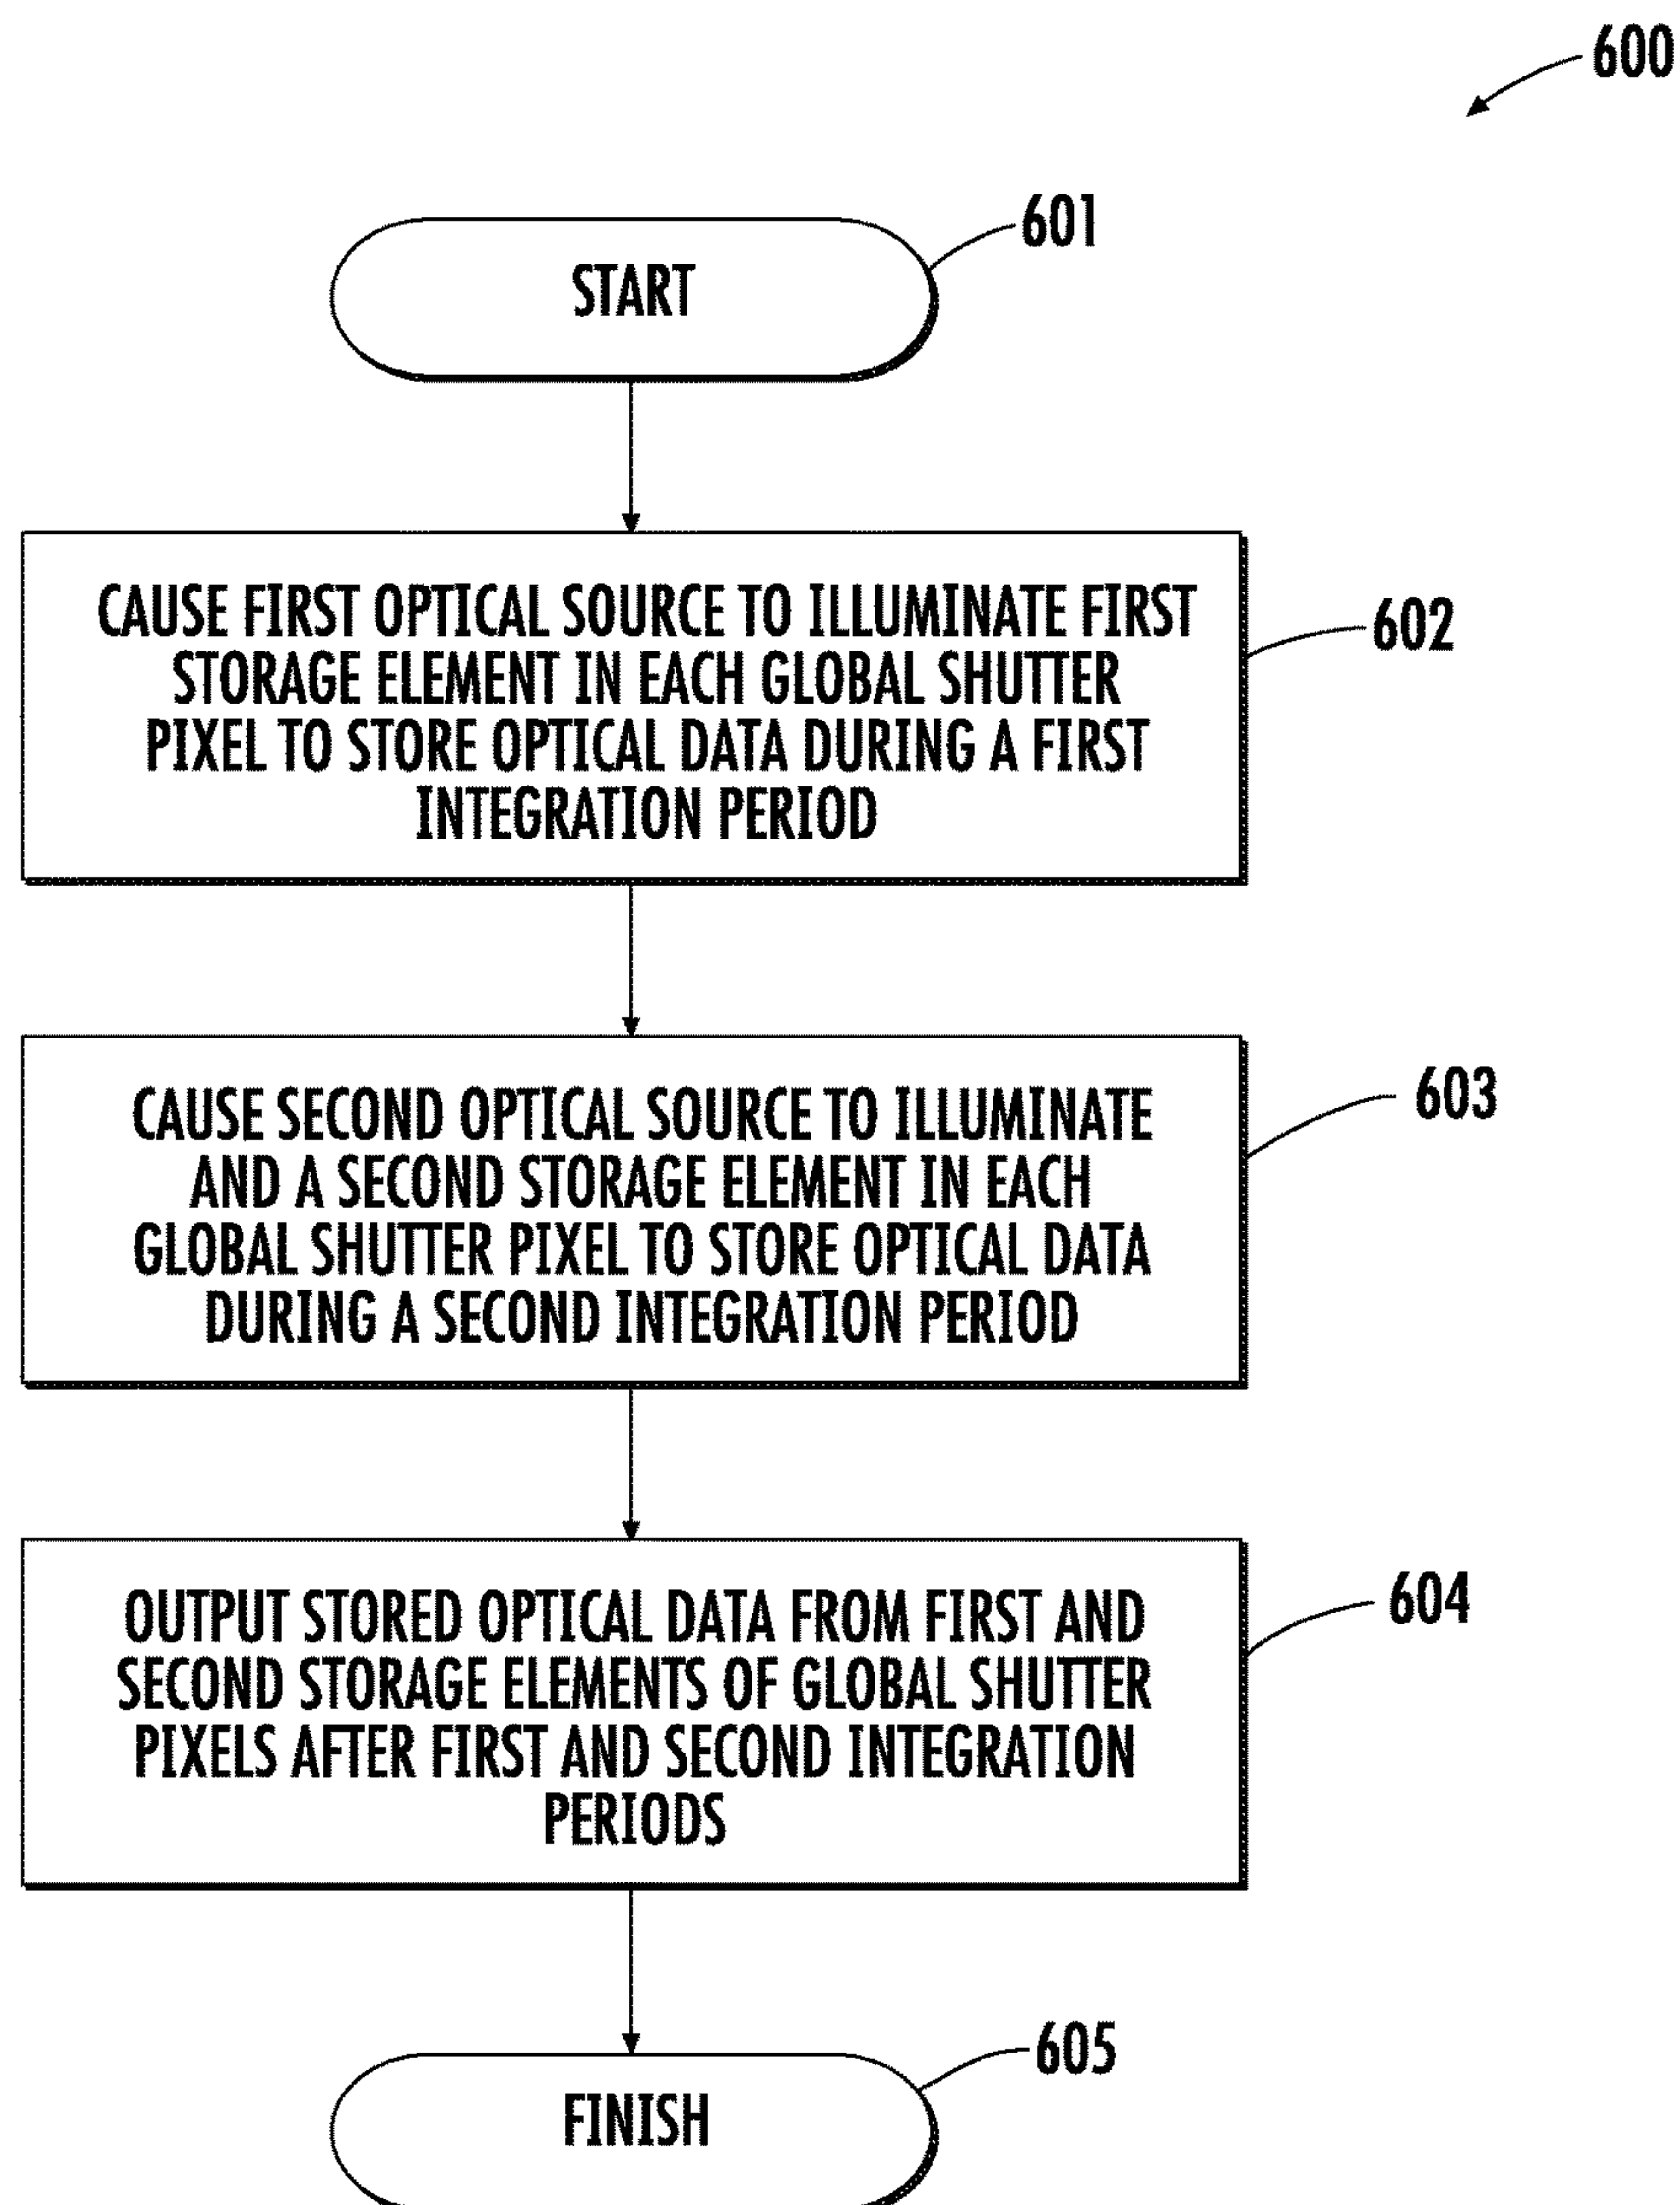 600
601
START
CAUSE FIRST OPTICAL SOURCE TO ILLUMINATE FIRST
STORAGE ELEMENT IN EACH GLOBAL SHUTTER
PIXEL TO STORE OPTICAL DATA DURING A FIRST
INTEGRATION PERIOD
602
CAUSE SECOND OPTICAL SOURCE TO ILLUMINATE
AND A SECOND STORAGE ELEMENT IN EACH
GLOBAL SHUTTER PIXEL TO STORE OPTICAL DATA
DURING A SECOND INTEGRATION PERIOD
603
OUTPUT STORED OPTICAL DATA FROM FIRST AND
SECOND STORAGE ELEMENTS OF GLOBAL SHUTTER
PIXELS AFTER FIRST AND SECOND INTEGRATION
PERIODS
604
605
FINISH